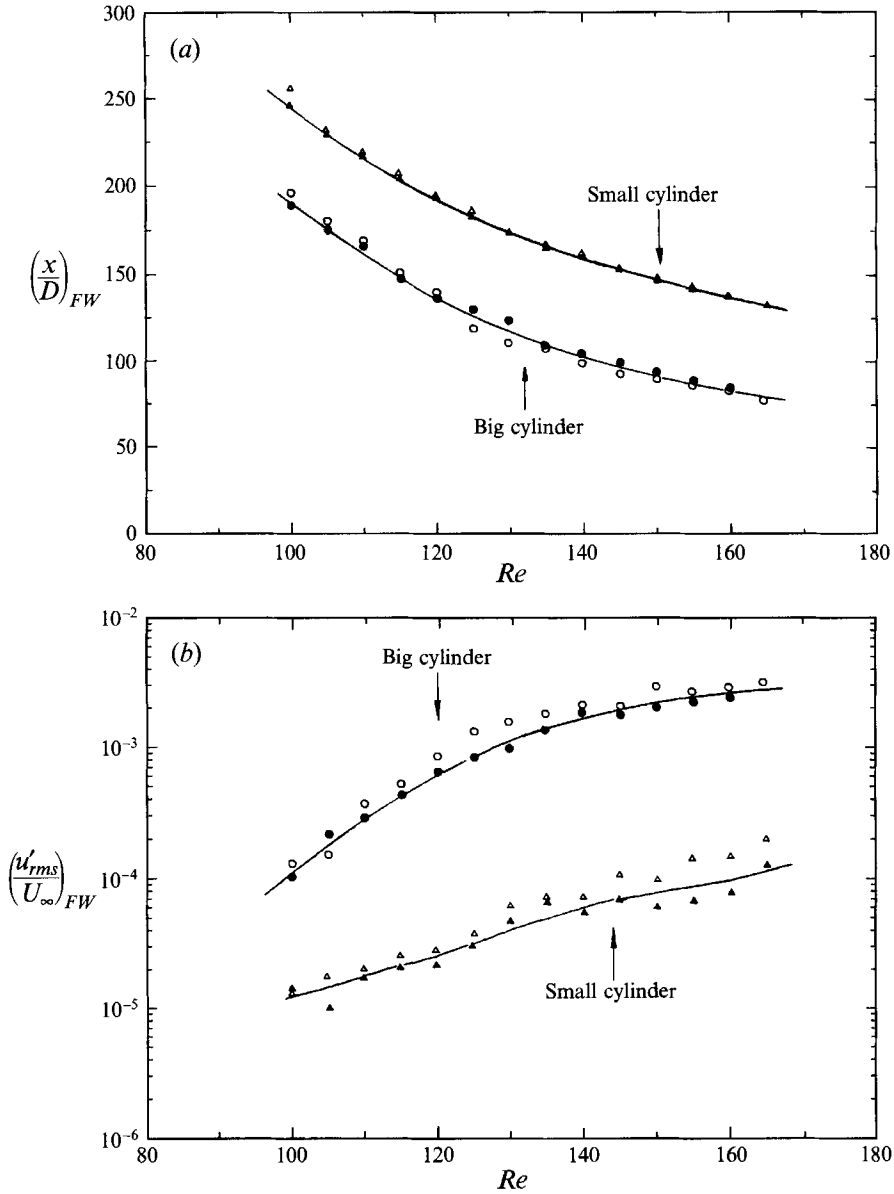 (a)
300
250
200
150
100
50
0
(x/D)_FW
Small cylinder
Big cylinder
80 100 120 140 160 180
Re
(b)
10⁻²
10⁻³
10⁻⁴
10⁻⁵
10⁻⁶
(u′rms/U∞)_FW
Big cylinder
Small cylinder
80 100 120 140 160 180
Re